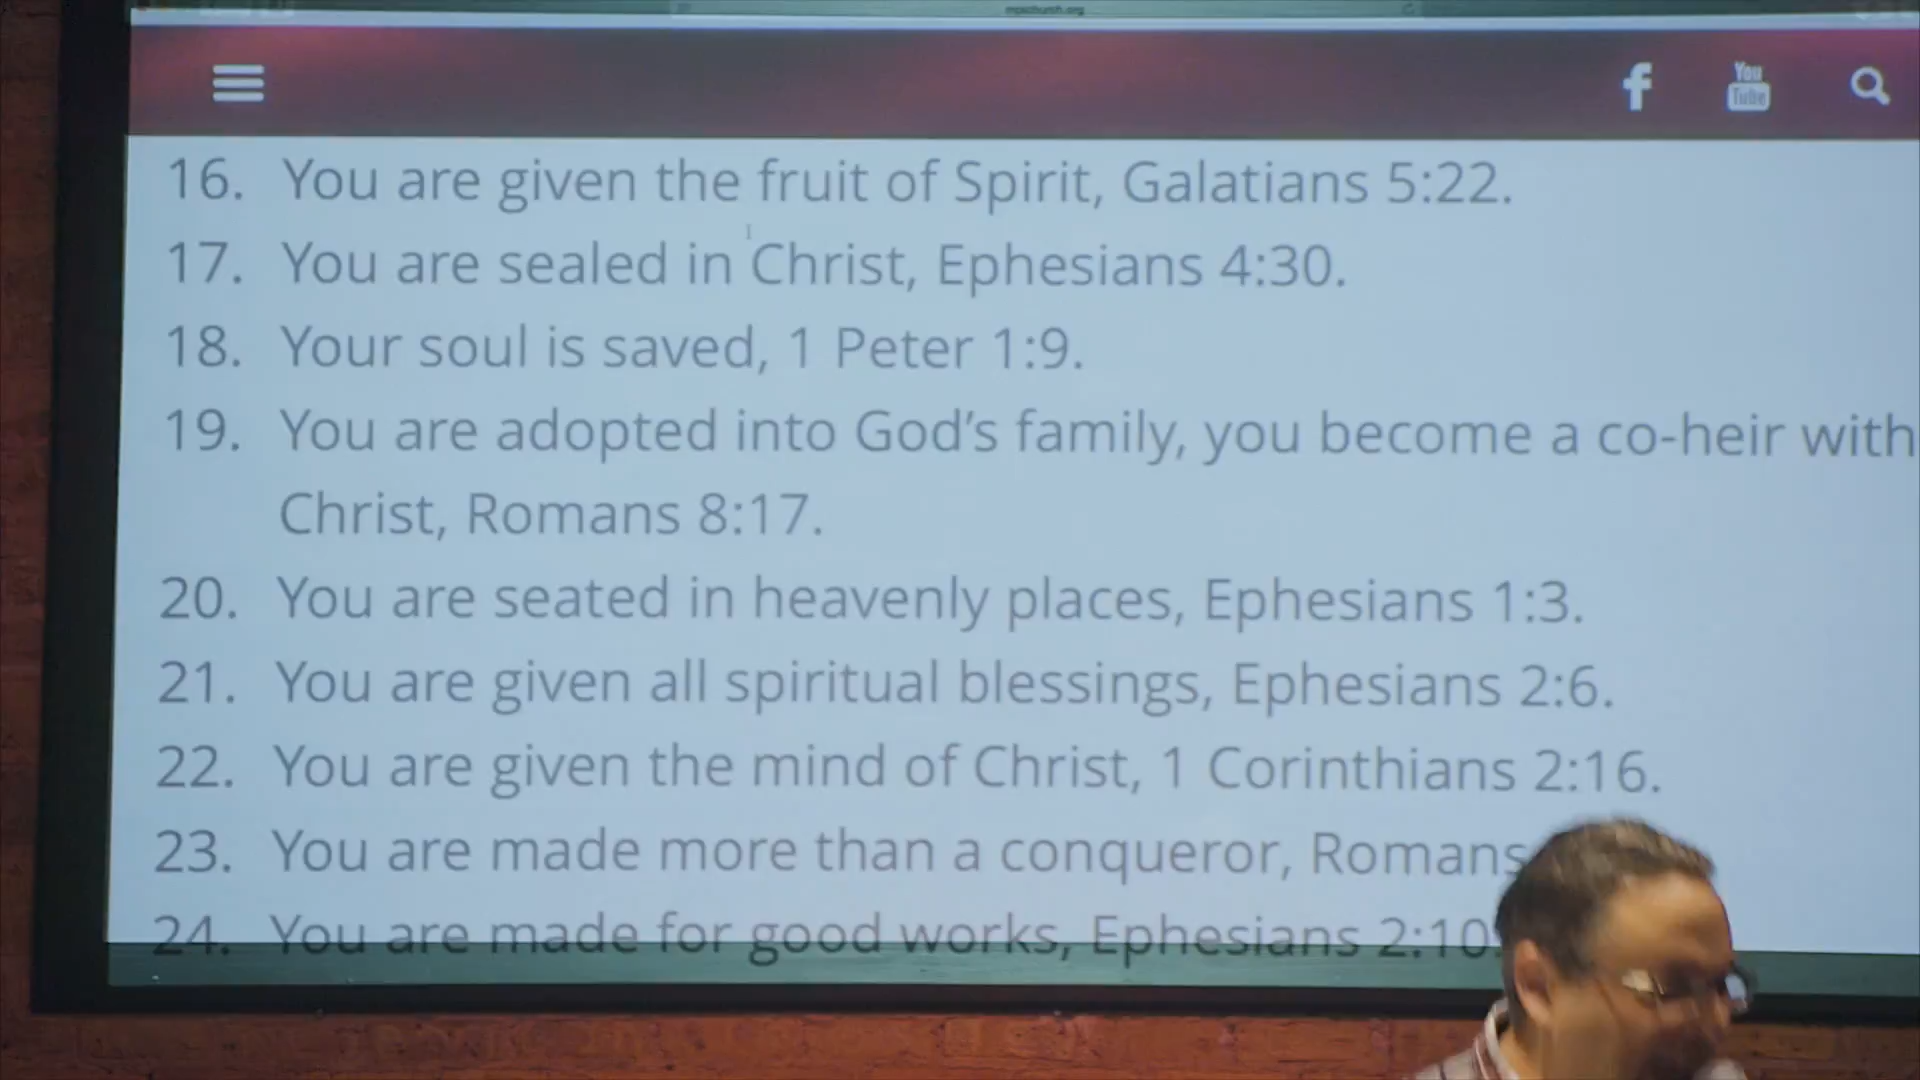 You
Tube
16. You are given the fruit of Spirit, Galatians 5:22.
17. You are sealed in Christ, Ephesians 4:30.
18. Your soul is saved, 1 Peter 1:9.
19. You are adopted into God's family, you become a co-heir with
Christ, Romans 8:17.
20. You are seated in heavenly places, Ephesians 1:3.
21. You are given all spiritual blessings, Ephesians 2:6.
22. You are given the mind of Christ, 1 Corinthians 2:16.
23. You are made more than a conqueror, Romans
24. You are made for good works, Ephesians 2:10.